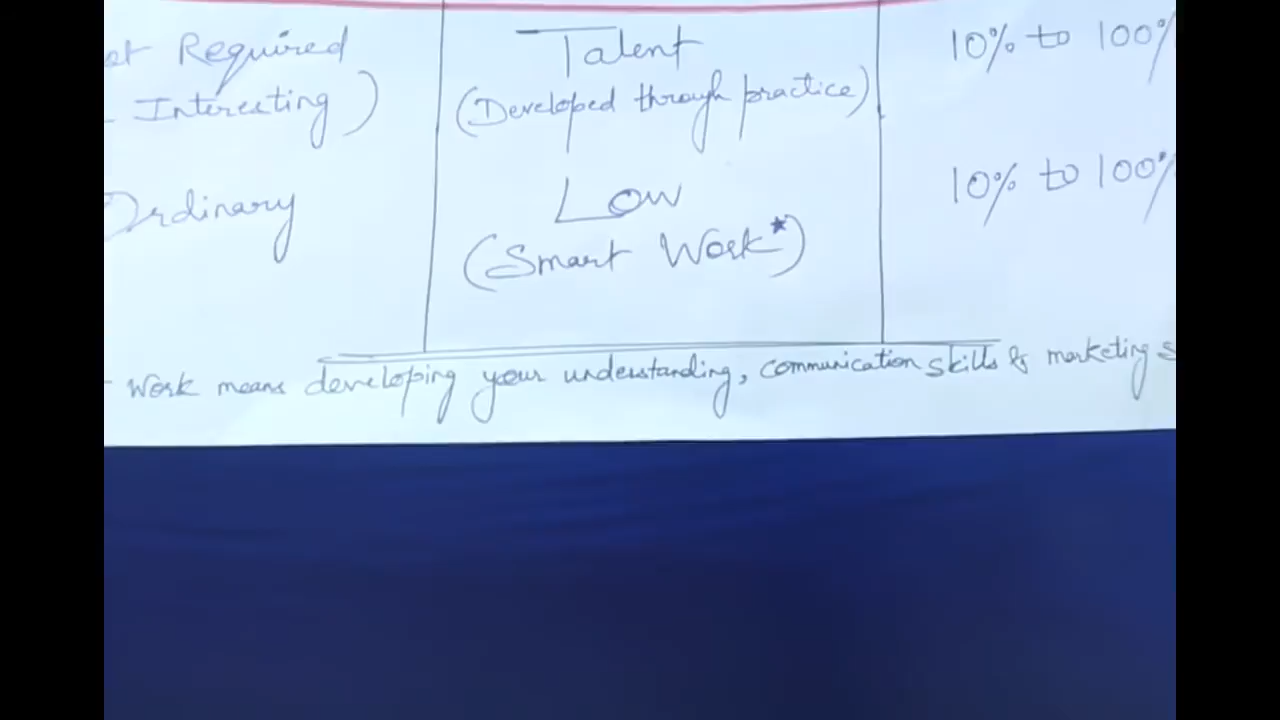 Required Talent 10% to 100%
Interesting) (Developed through practice)
Ordinary Low 10% to 100%
(Smart Work*)
Work means developing your understanding, communication skills & marketing